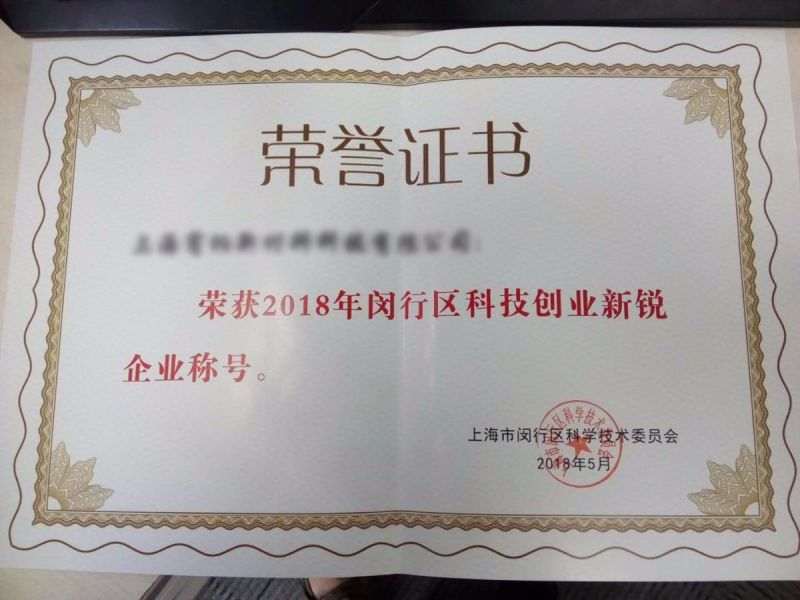 荣誉证书
荣获2018年闵行区科技创业新锐
企业称号。
上海市闵行区科学技术委员会
2018年5月